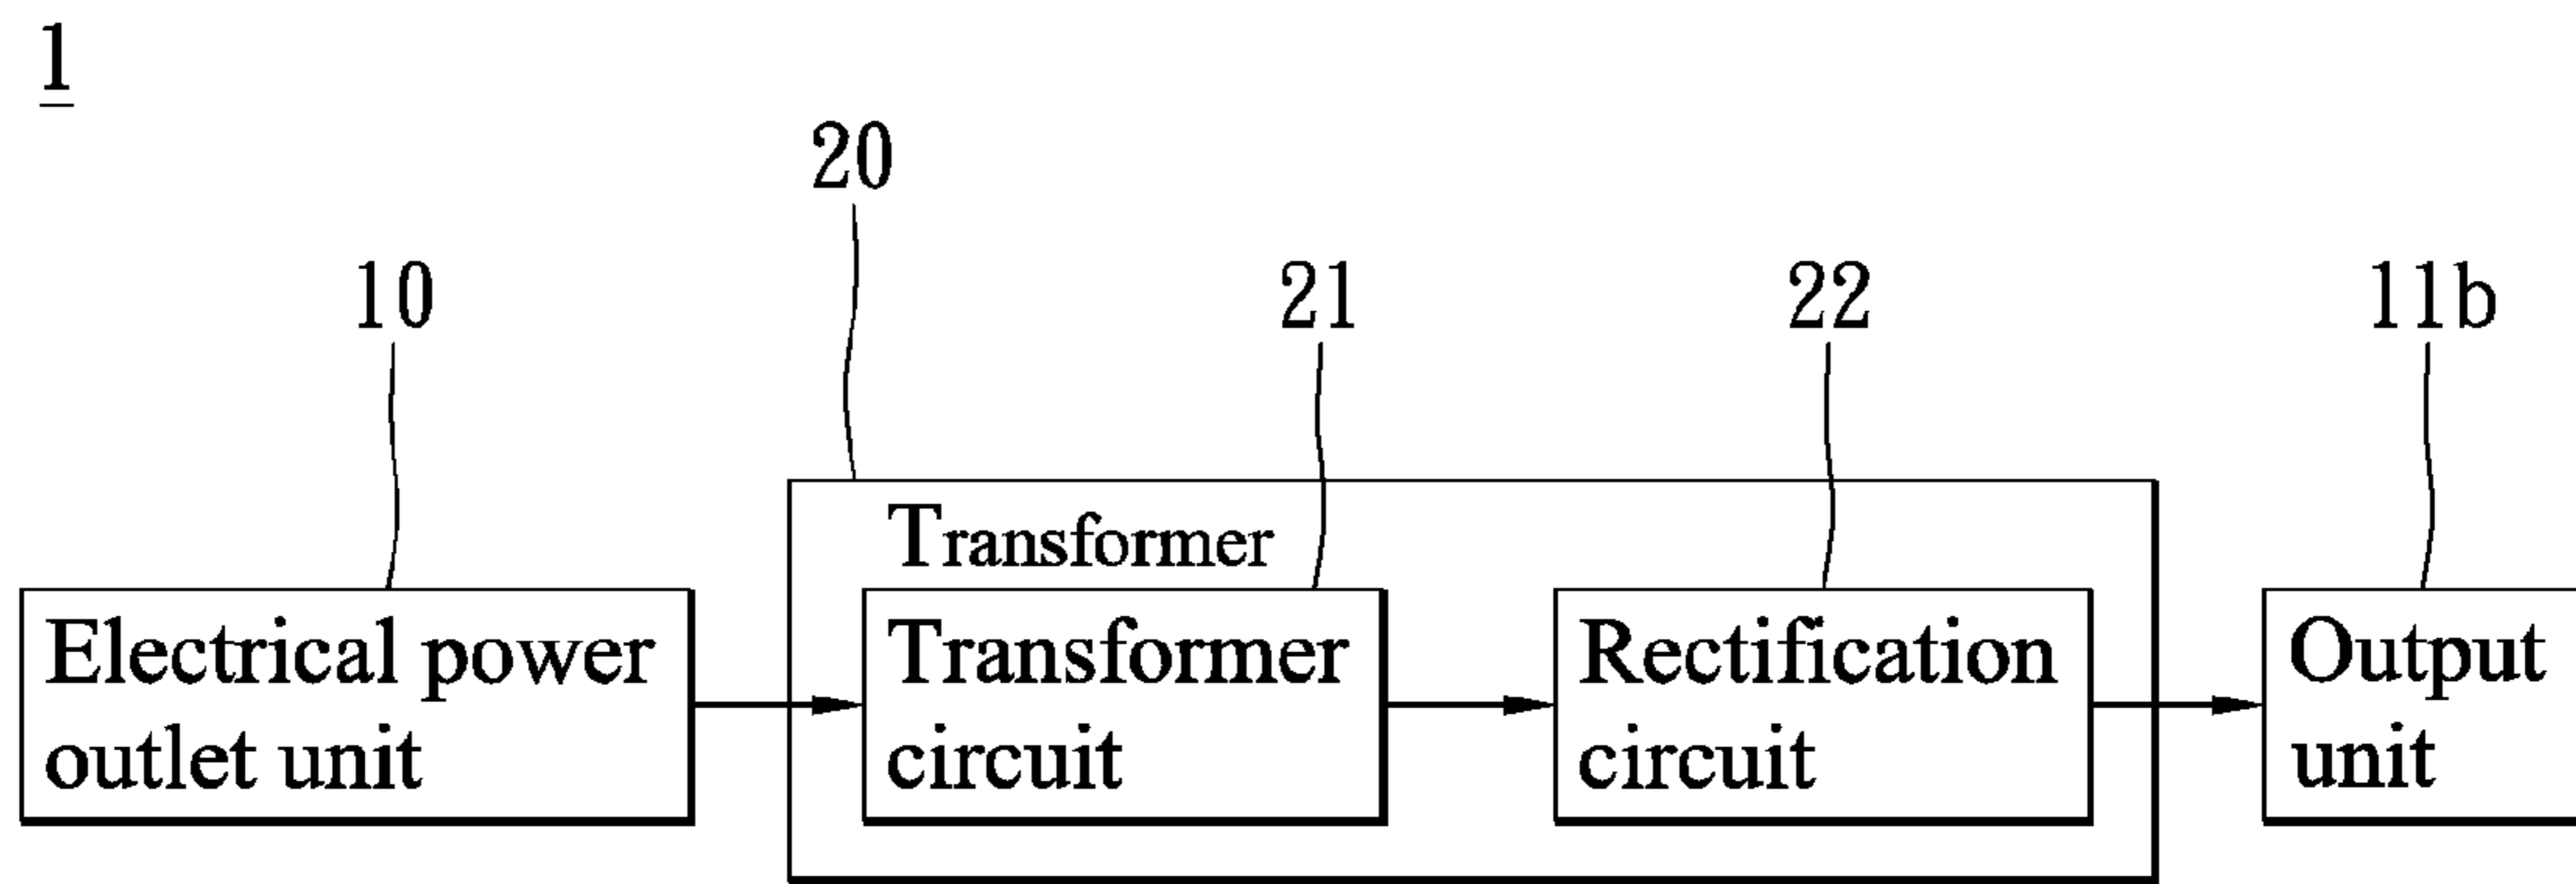 1
20
10
21
22
11b
Transformer
Electrical power
outlet unit
Transformer
circuit
Rectification
circuit
Output
unit